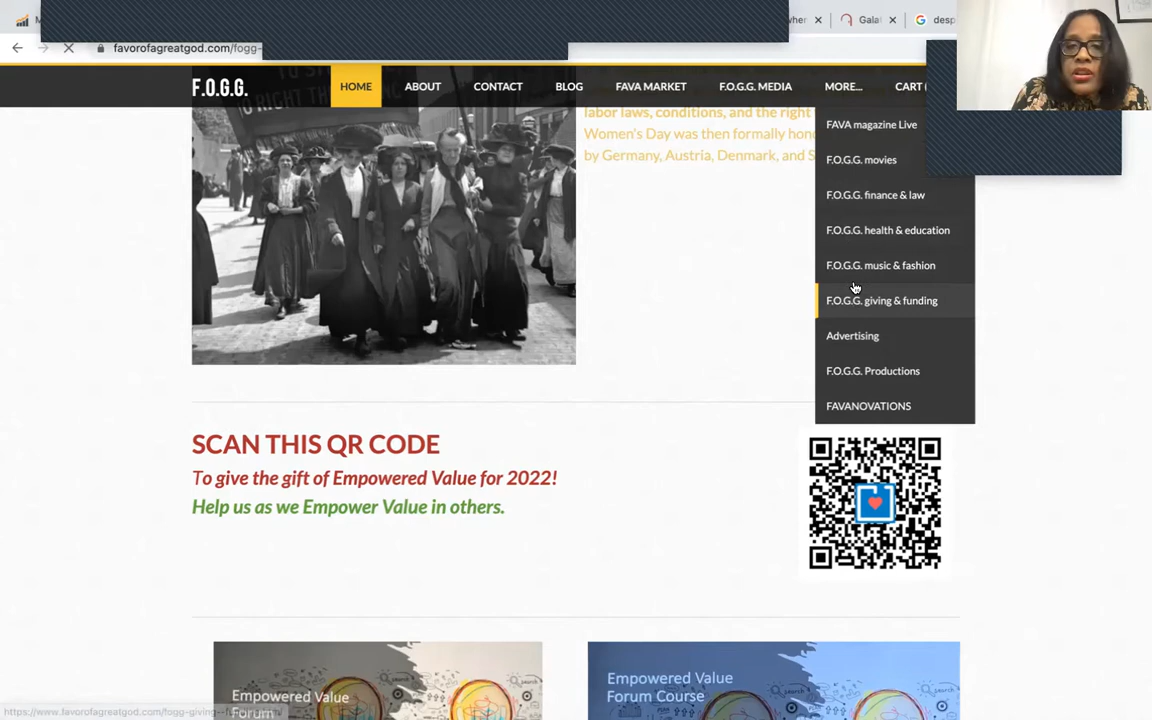 Gala
desp
favorofagreatgod.com/fogg-
F.O.G.G.
HOME
ABOUT
CONTACT
BLOG
FAVA MARKET
F.O.G.G. MEDIA
MORE...
CART
TO RIGHT THE
labor laws, conditions, and the right
Women's Day was then formally hono
by Germany, Austria, Denmark, and S
FAVA magazine Live
F.O.G.G. movies
F.O.G.G. finance & law
F.O.G.G. health & education
F.O.G.G. music & fashion
F.O.G.G. giving & funding
Advertising
F.O.G.G. Productions
FAVANOVATIONS
SCAN THIS QR CODE
To give the gift of Empowered Value for 2022!
Help us as we Empower Value in others.
Empowered Value
Forum
Empowered Value
Forum Course
https://www.favorofagreatgod.com/fogg-giving--f